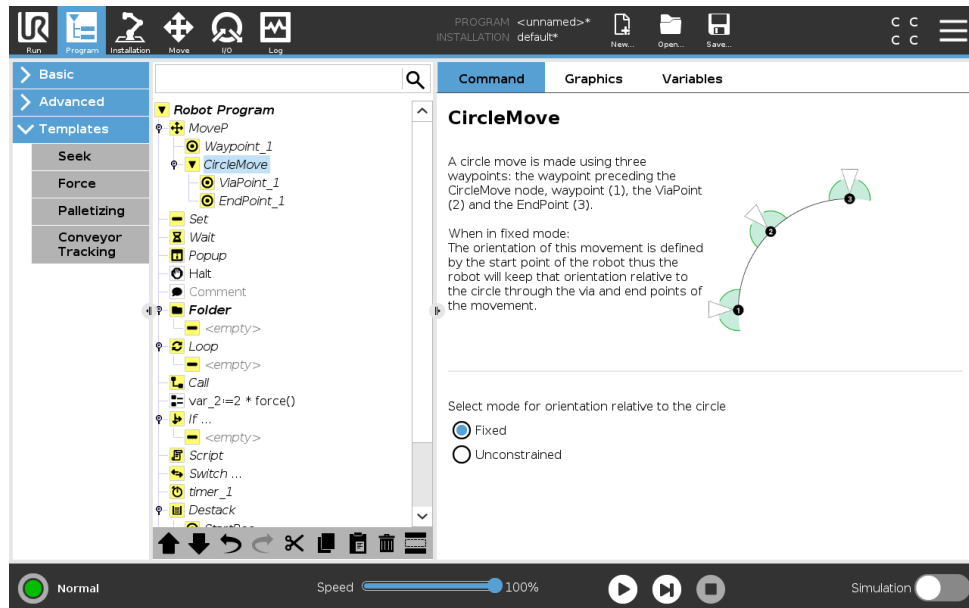 PROGRAM <unnamed>*
INSTALLATION default*
Run
Program
Installation
Move
I/O
Log
New...
Open...
Save...
C C
C C
Basic
Advanced
Templates
Seek
Force
Palletizing
Conveyor
Tracking
Robot Program
MoveP
Waypoint_1
CircleMove
ViaPoint_1
EndPoint_1
Set
Wait
Popup
Halt
Comment
Folder
<empty>
Loop
<empty>
Call
var_2:=2 * force()
If ...
<empty>
Script
Switch ...
timer_1
Destack
Command
Graphics
Variables
CircleMove
A circle move is made using three
waypoints: the waypoint preceding the
CircleMove node, waypoint (1), the ViaPoint
(2) and the EndPoint (3).
When in fixed mode:
The orientation of this movement is defined
by the start point of the robot thus the
robot will keep that orientation relative to
the circle through the via and end points of
the movement.
3
2
1
Select mode for orientation relative to the circle
Fixed
Unconstrained
Normal
Speed
100%
Simulation